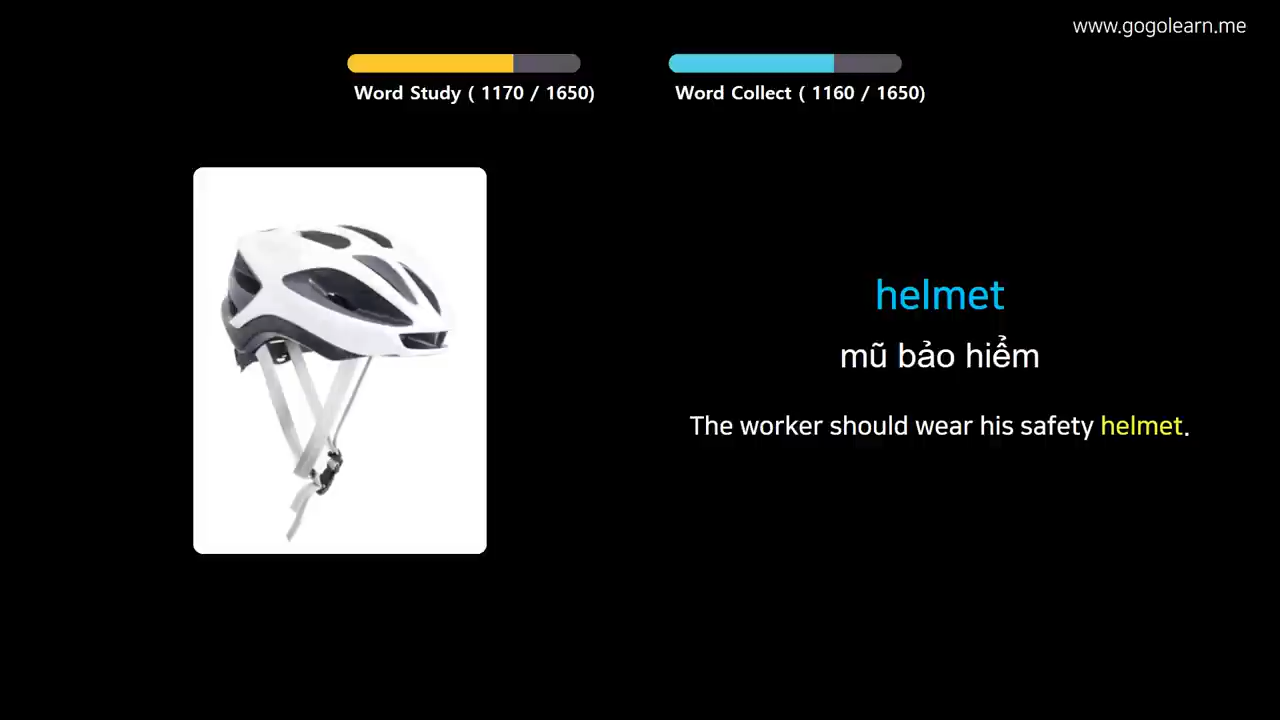 www.gogolearn.me
Word Study ( 1170 / 1650)
Word Collect ( 1160 / 1650)
helmet
mũ bảo hiểm
The worker should wear his safety helmet.